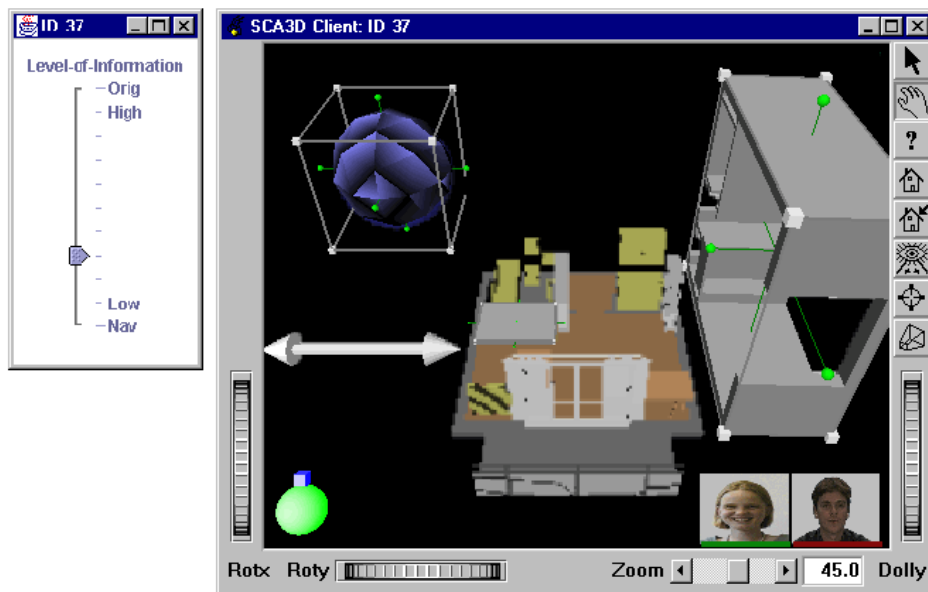 ID 37
Level-of-Information
Orig
High
Low
Nav
SCA3D Client: ID 37
?
Rotx Roty Zoom 45.0 Dolly